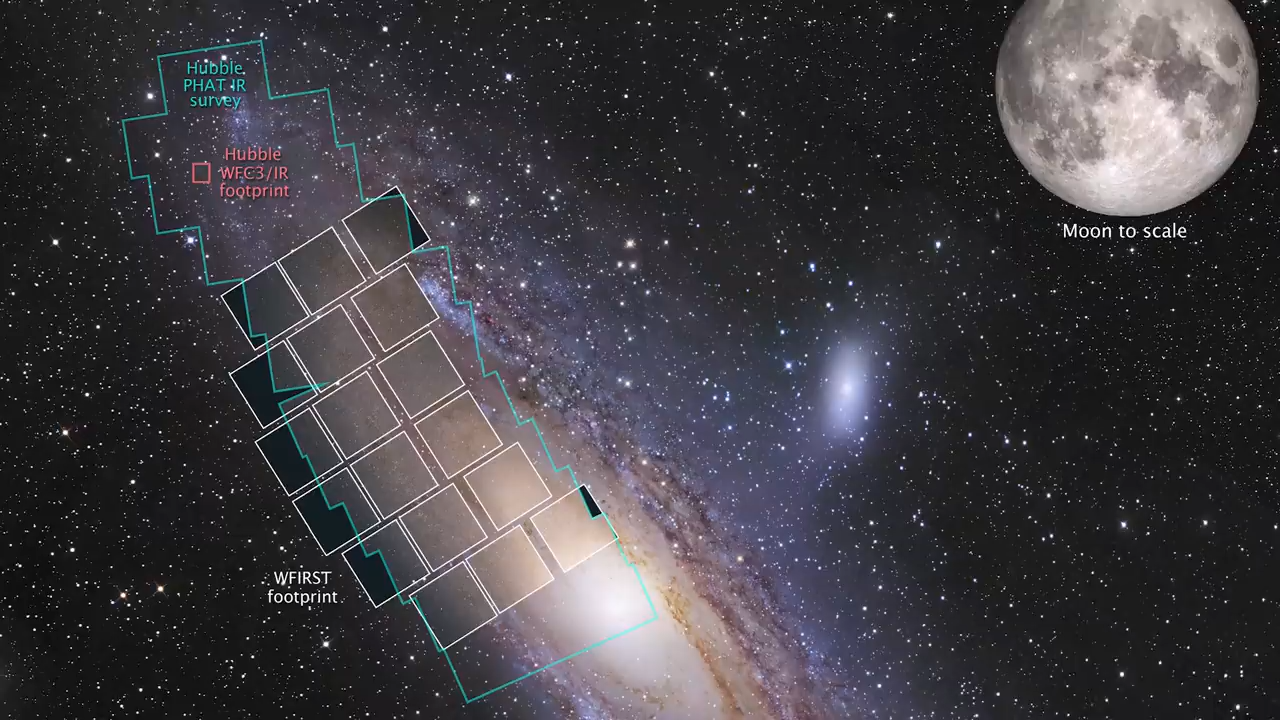 Hubble
PHAT IR
survey
Hubble
WFC3/IR
footprint
Moon to scale
WFIRST
footprint